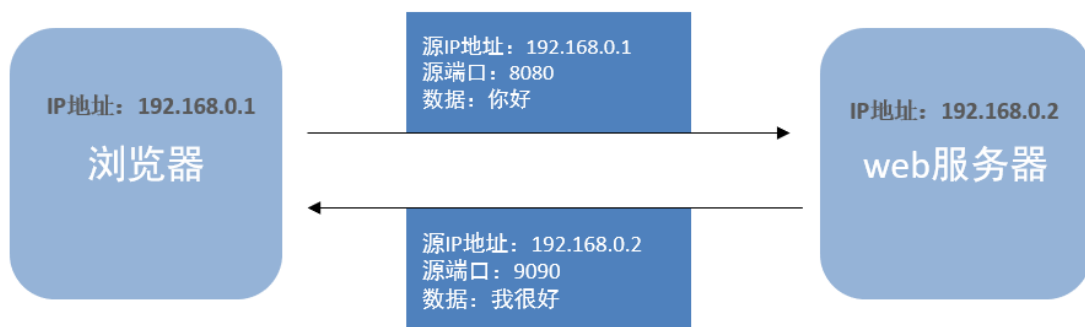 IP地址：192.168.0.1
浏览器
源IP地址：192.168.0.1
源端口：8080
数据：你好
源IP地址：192.168.0.2
源端口：9090
数据：我很好
IP地址：192.168.0.2
web服务器